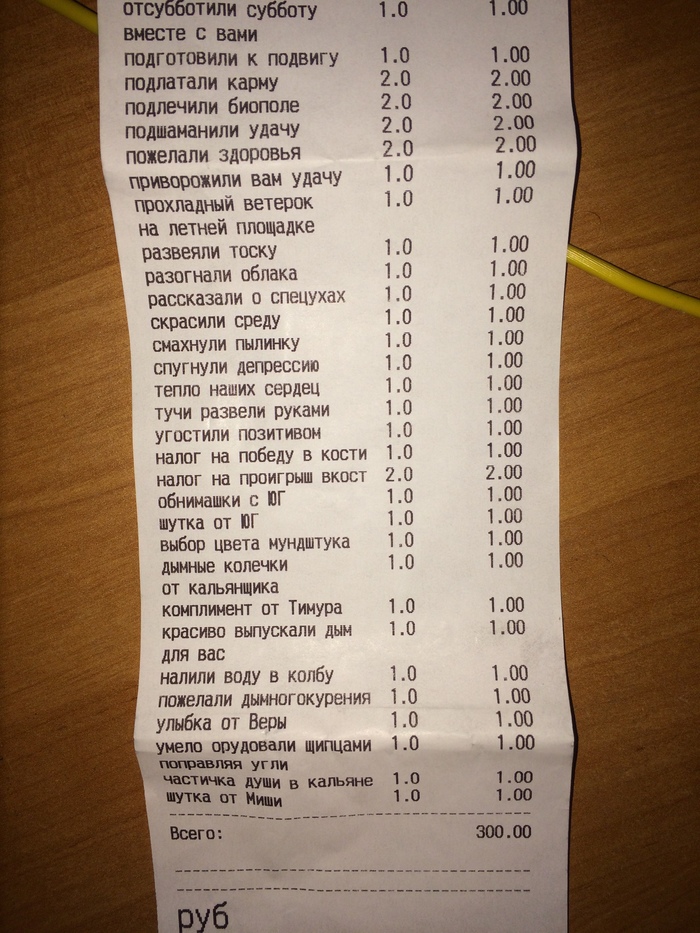 отсубботили субботу 1.0 1.00
вместе с вами
подготовили к подвигу 1.0 1.00
подлатали карму 2.0 2.00
подлечили биополе 2.0 2.00
подшаманили удачу 2.0 2.00
пожелали здоровья 2.0 2.00
приворожили вам удачу 1.0 1.00
прохладный ветерок 1.0 1.00
на летней площадке
развеяли тоску 1.0 1.00
разогнали облака 1.0 1.00
рассказали о спецухах 1.0 1.00
скрасили среду 1.0 1.00
смахнули пылинку 1.0 1.00
спугнули депрессию 1.0 1.00
тепло наших сердец 1.0 1.00
тучи развели руками 1.0 1.00
угостили позитивом 1.0 1.00
налог на победу в кости 1.0 1.00
налог на проигрыш вкост 2.0 2.00
обнимашки с ЮГ 1.0 1.00
шутка от ЮГ 1.0 1.00
выбор цвета мундштука 1.0 1.00
дымные колечки 1.0 1.00
от кальянщика
комплимент от Тимура 1.0 1.00
красиво выпускали дым 1.0 1.00
для вас
налили воду в колбу 1.0 1.00
пожелали дымногокурения 1.0 1.00
улыбка от Веры 1.0 1.00
умело орудовали щипцами 1.0 1.00
поправляя угли
частичка души в кальяне 1.0 1.00
шутка от Миши 1.0 1.00
Всего: 300.00
руб